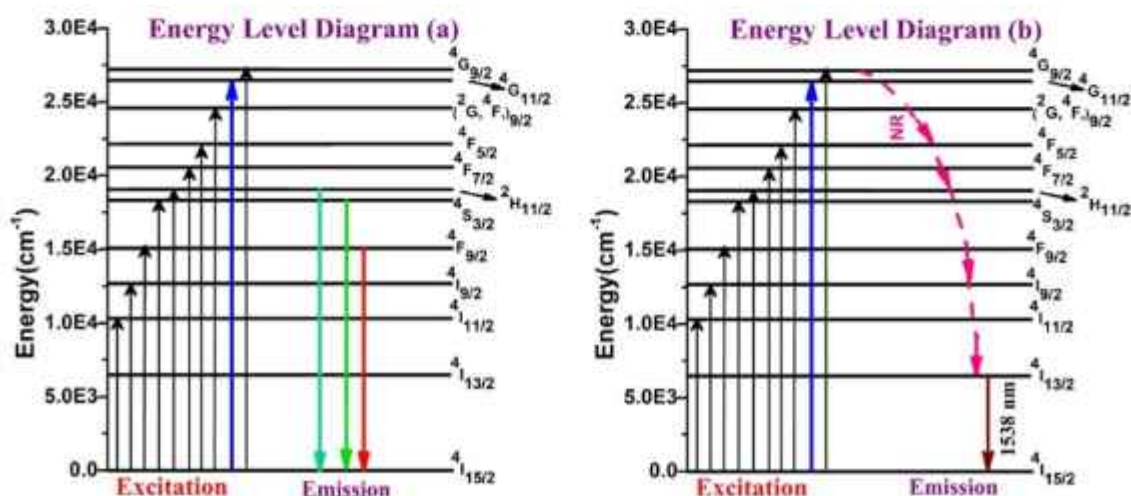 Energy Level Diagram (a)
3.0E4
2.5E4
2.0E4
1.5E4
1.0E4
5.0E3
0.0
Energy(cm⁻¹)
⁴G₉/₂
⁴G₁₁/₂
(²G, ⁴F,)₉/₂
⁴F₅/₂
⁴F₇/₂
²H₁₁/₂
⁴S₃/₂
⁴F₉/₂
⁴I₉/₂
⁴I₁₁/₂
⁴I₁₃/₂
⁴I₁₅/₂
Excitation
Emission
Energy Level Diagram (b)
3.0E4
2.5E4
2.0E4
1.5E4
1.0E4
5.0E3
0.0
Energy(cm⁻¹)
NR
1538 nm
⁴G₉/₂
⁴G₁₁/₂
(²G, ⁴F,)₉/₂
⁴F₅/₂
⁴F₇/₂
²H₁₁/₂
⁴S₃/₂
⁴F₉/₂
⁴I₉/₂
⁴I₁₁/₂
⁴I₁₃/₂
⁴I₁₅/₂
Excitation
Emission